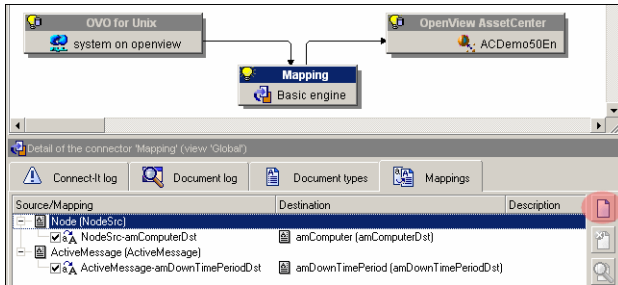 OVO for Unix
system on openview
OpenView AssetCenter
ACDemo50En
Mapping
Basic engine
Detail of the connector 'Mapping' (view 'Global')
Connect-It log
Document log
Document types
Mappings
Source/Mapping Destination Description
Node (NodeSrc)
NodeSrc-amComputerDst amComputer (amComputerDst)
ActiveMessage (ActiveMessage)
ActiveMessage-amDownTimePeriodDst amDownTimePeriod (amDownTimePeriodDst)